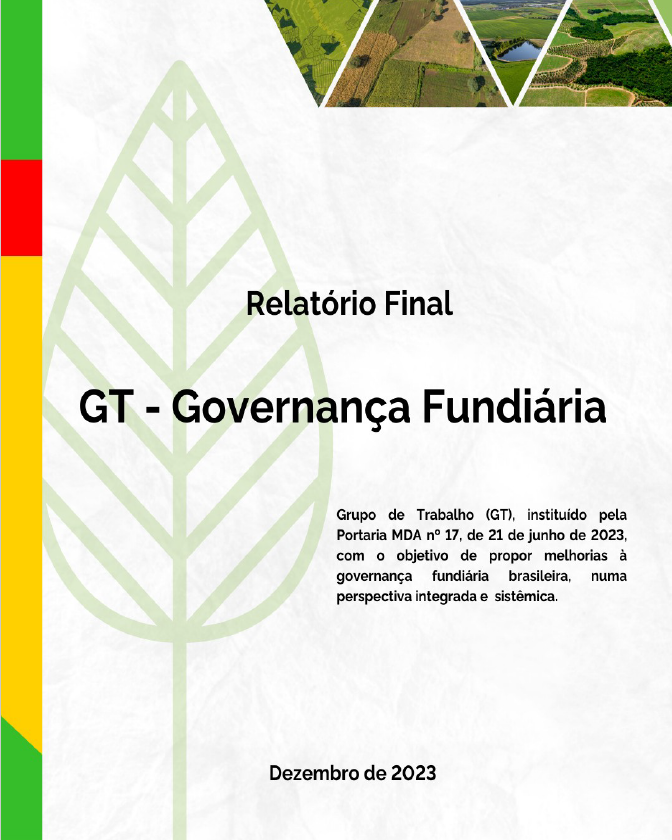 Relatório Final
GT - Governança Fundiária
Grupo de Trabalho (GT), instituído pela
Portaria MDA nº 17, de 21 de junho de 2023,
com o objetivo de propor melhorias à
governança fundiária brasileira, numa
perspectiva integrada e sistêmica.
Dezembro de 2023